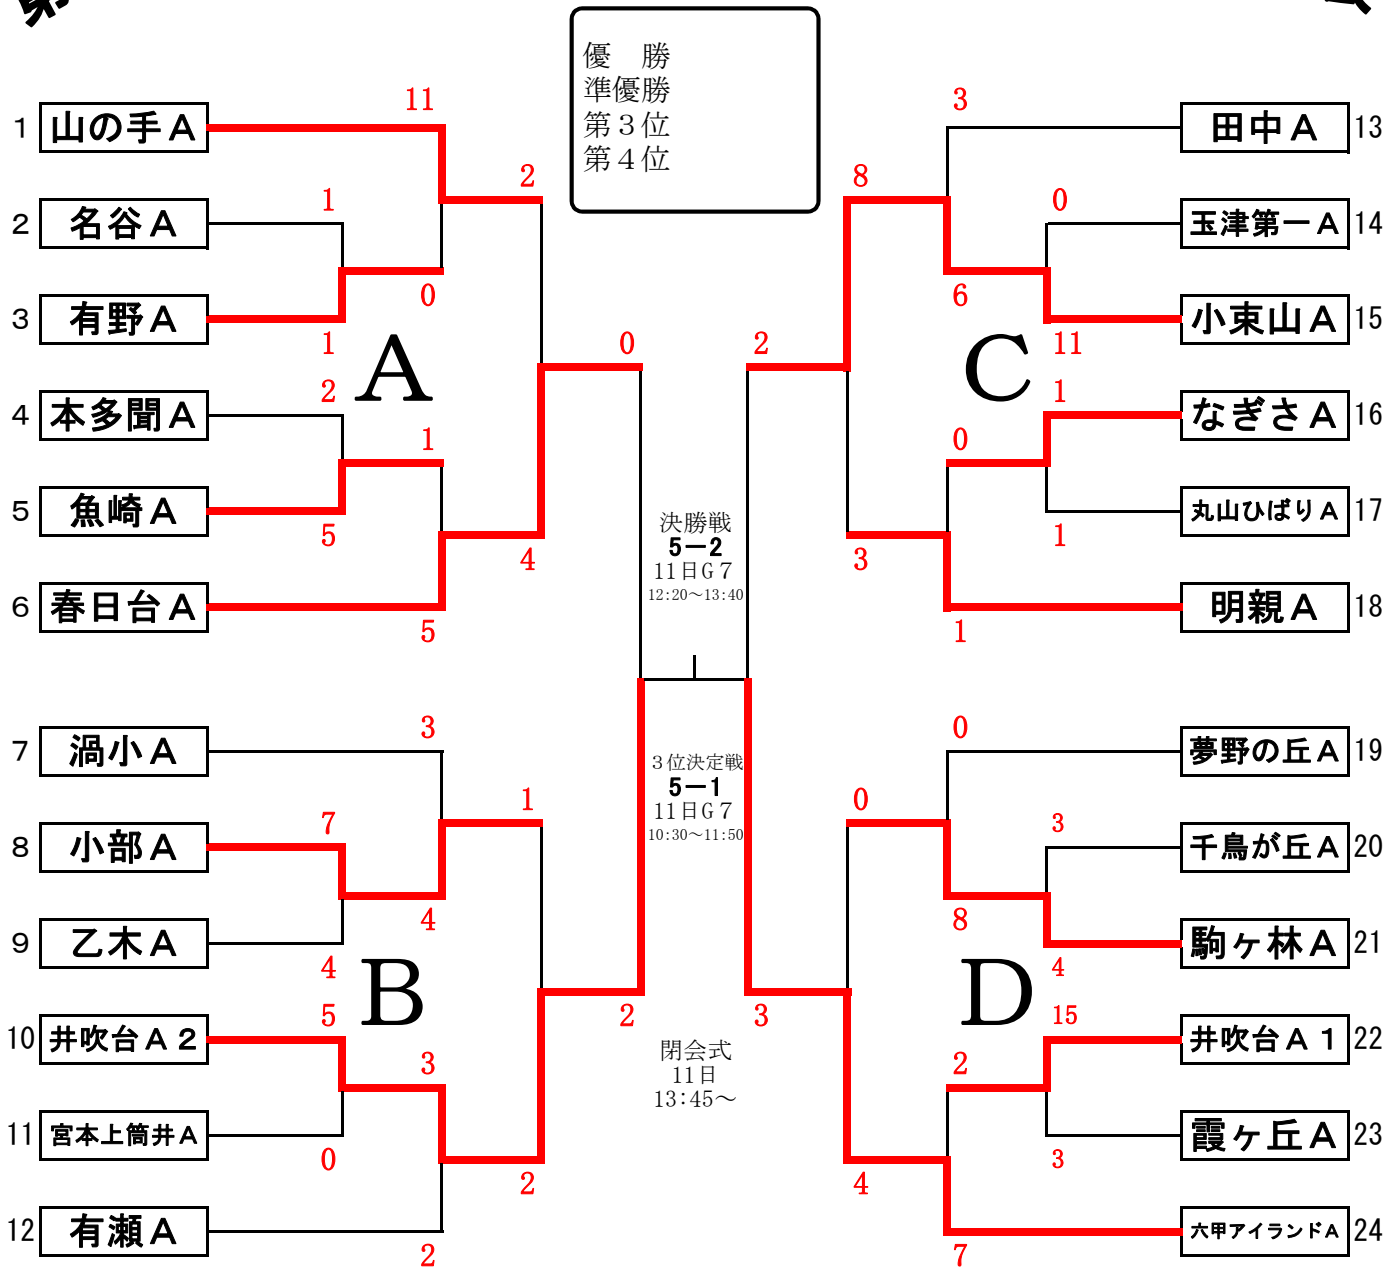 優　勝
準優勝
第３位
第４位
1 山の手Ａ
2 名谷Ａ
3 有野Ａ
4 本多聞Ａ
5 魚崎Ａ
6 春日台Ａ
11
1
1
2
5
0
1
5
2
4
0
A
7 渦小Ａ
8 小部Ａ
9 乙木Ａ
10 井吹台Ａ２
11 宮本上筒井Ａ
12 有瀬Ａ
3
7
4
5
0
4
3
2
1
2
2
B
決勝戦
5－2
11日G７
12:20～13:40
３位決定戦
5－1
11日G７
10:30～11:50
閉会式
11日
13:45～
田中Ａ 13
玉津第一Ａ 14
小束山Ａ 15
なぎさＡ 16
丸山ひばりＡ 17
明親Ａ 18
3
0
11
1
1
6
0
1
8
3
2
C
夢野の丘Ａ 19
千鳥が丘Ａ 20
駒ヶ林Ａ 21
井吹台Ａ１ 22
霞ヶ丘Ａ 23
六甲アイランドＡ 24
0
3
4
15
3
8
2
7
0
4
3
D